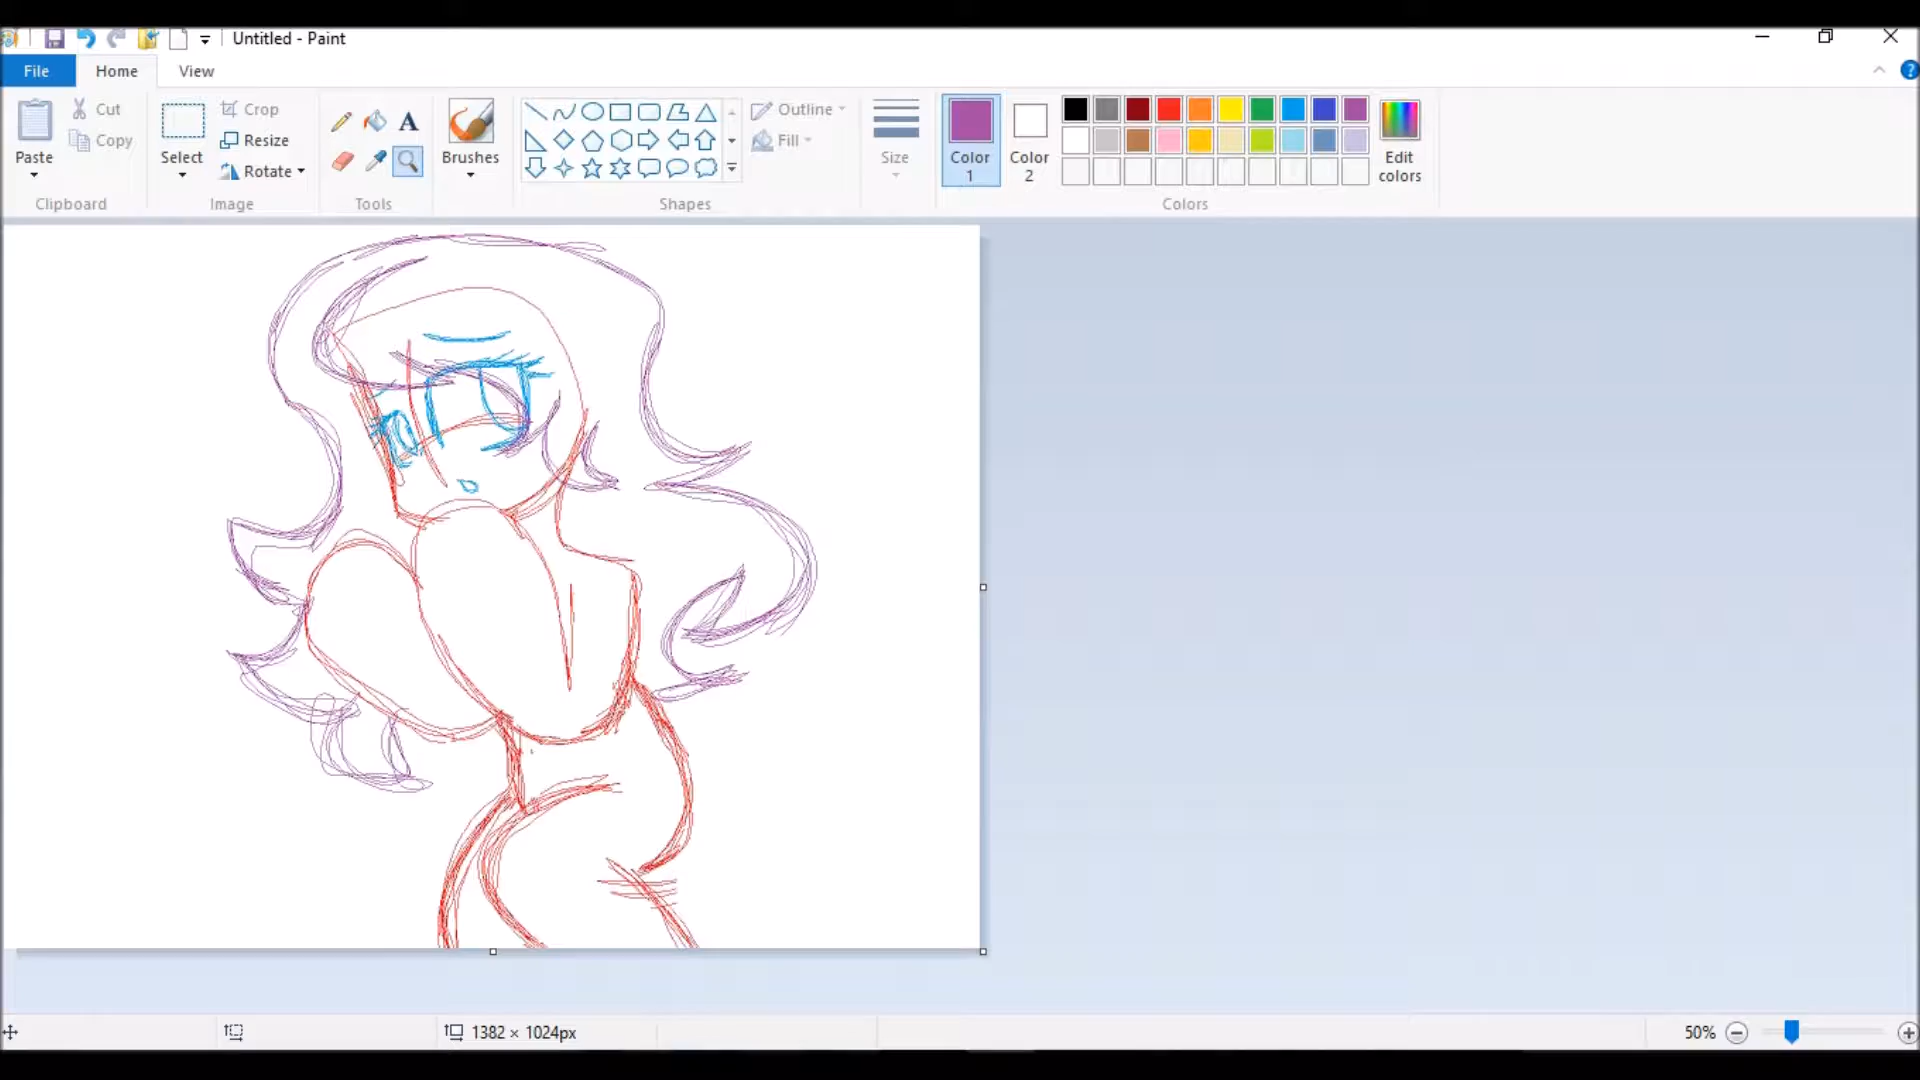 Untitled - Paint
File Home View
Cut Crop Outline
Copy Resize Fill
Paste Select Rotate Brushes Size Color 1 Color 2 Edit colors
Clipboard Image Tools Shapes Colors
1382 × 1024px 50%